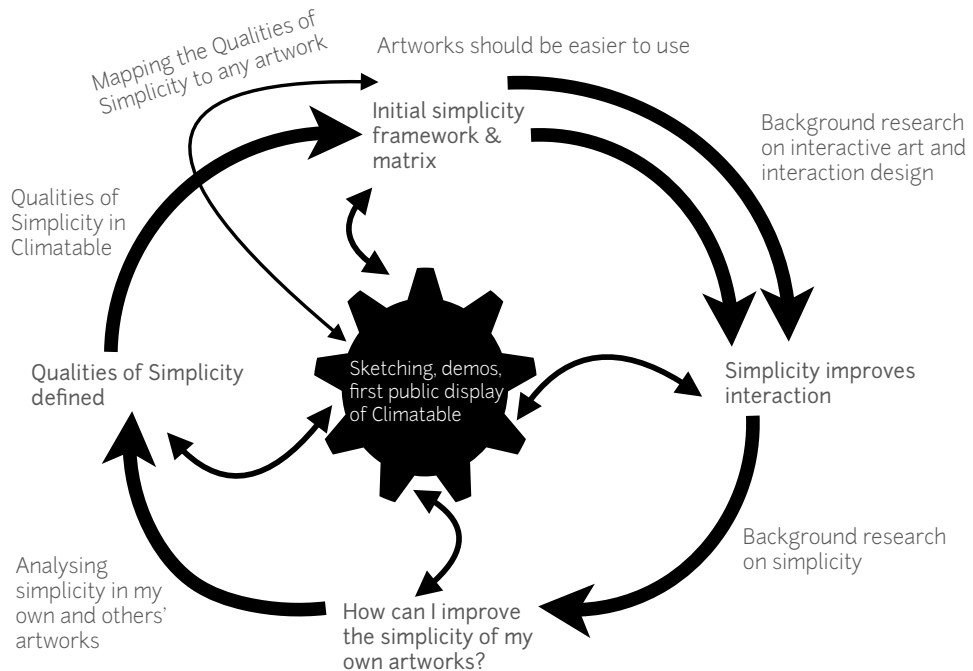 Mapping the Qualities of
Simplicity to any artwork
Artworks should be easier to use
Initial simplicity
framework &
matrix
Background research
on interactive art and
interaction design
Qualities of
Simplicity in
Climatable
Qualities of Simplicity
defined
Sketching, demos,
first public display
of Climatable
Simplicity improves
interaction
Background research
on simplicity
Analysing
simplicity in my
own and others’
artworks
How can I improve
the simplicity of my
own artworks?